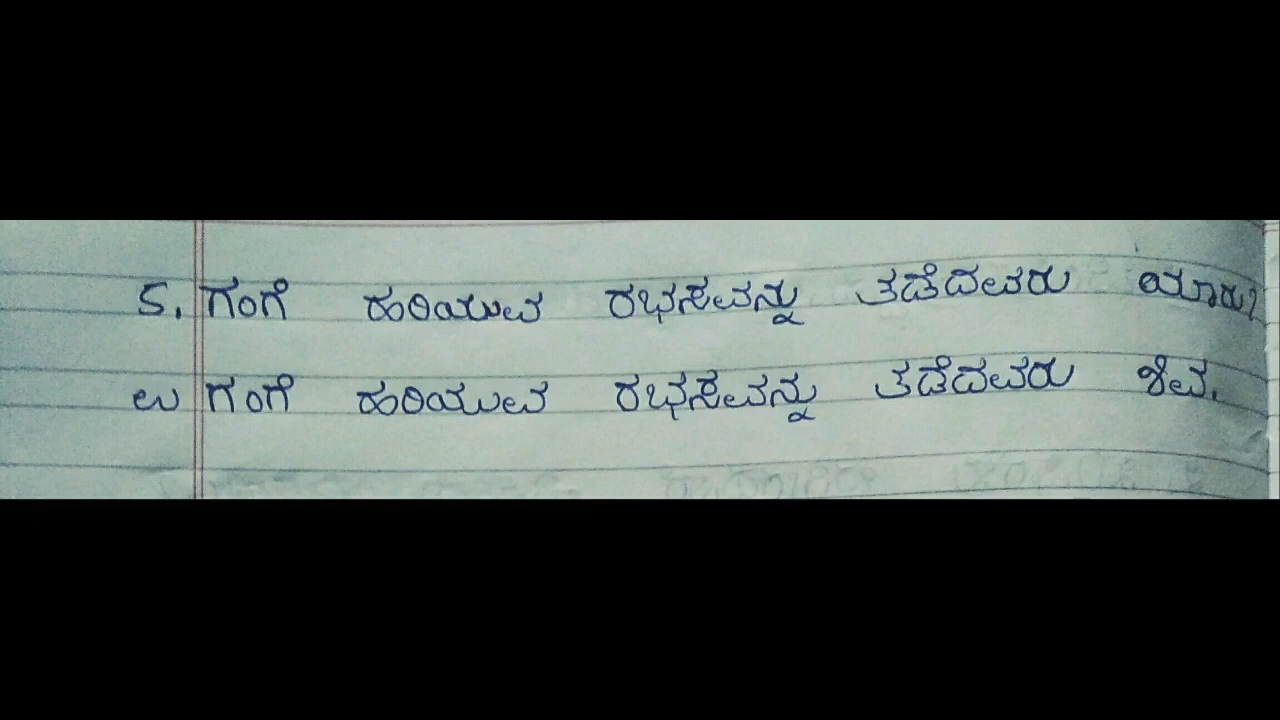 5. ಗಂಗೆ ಹರಿಯುವ ರಭಸವನ್ನು ತಡೆದವರು ಯಾರು?
ಉ ಗಂಗೆ ಹರಿಯುವ ರಭಸವನ್ನು ತಡೆದವರು ಶಿವ.